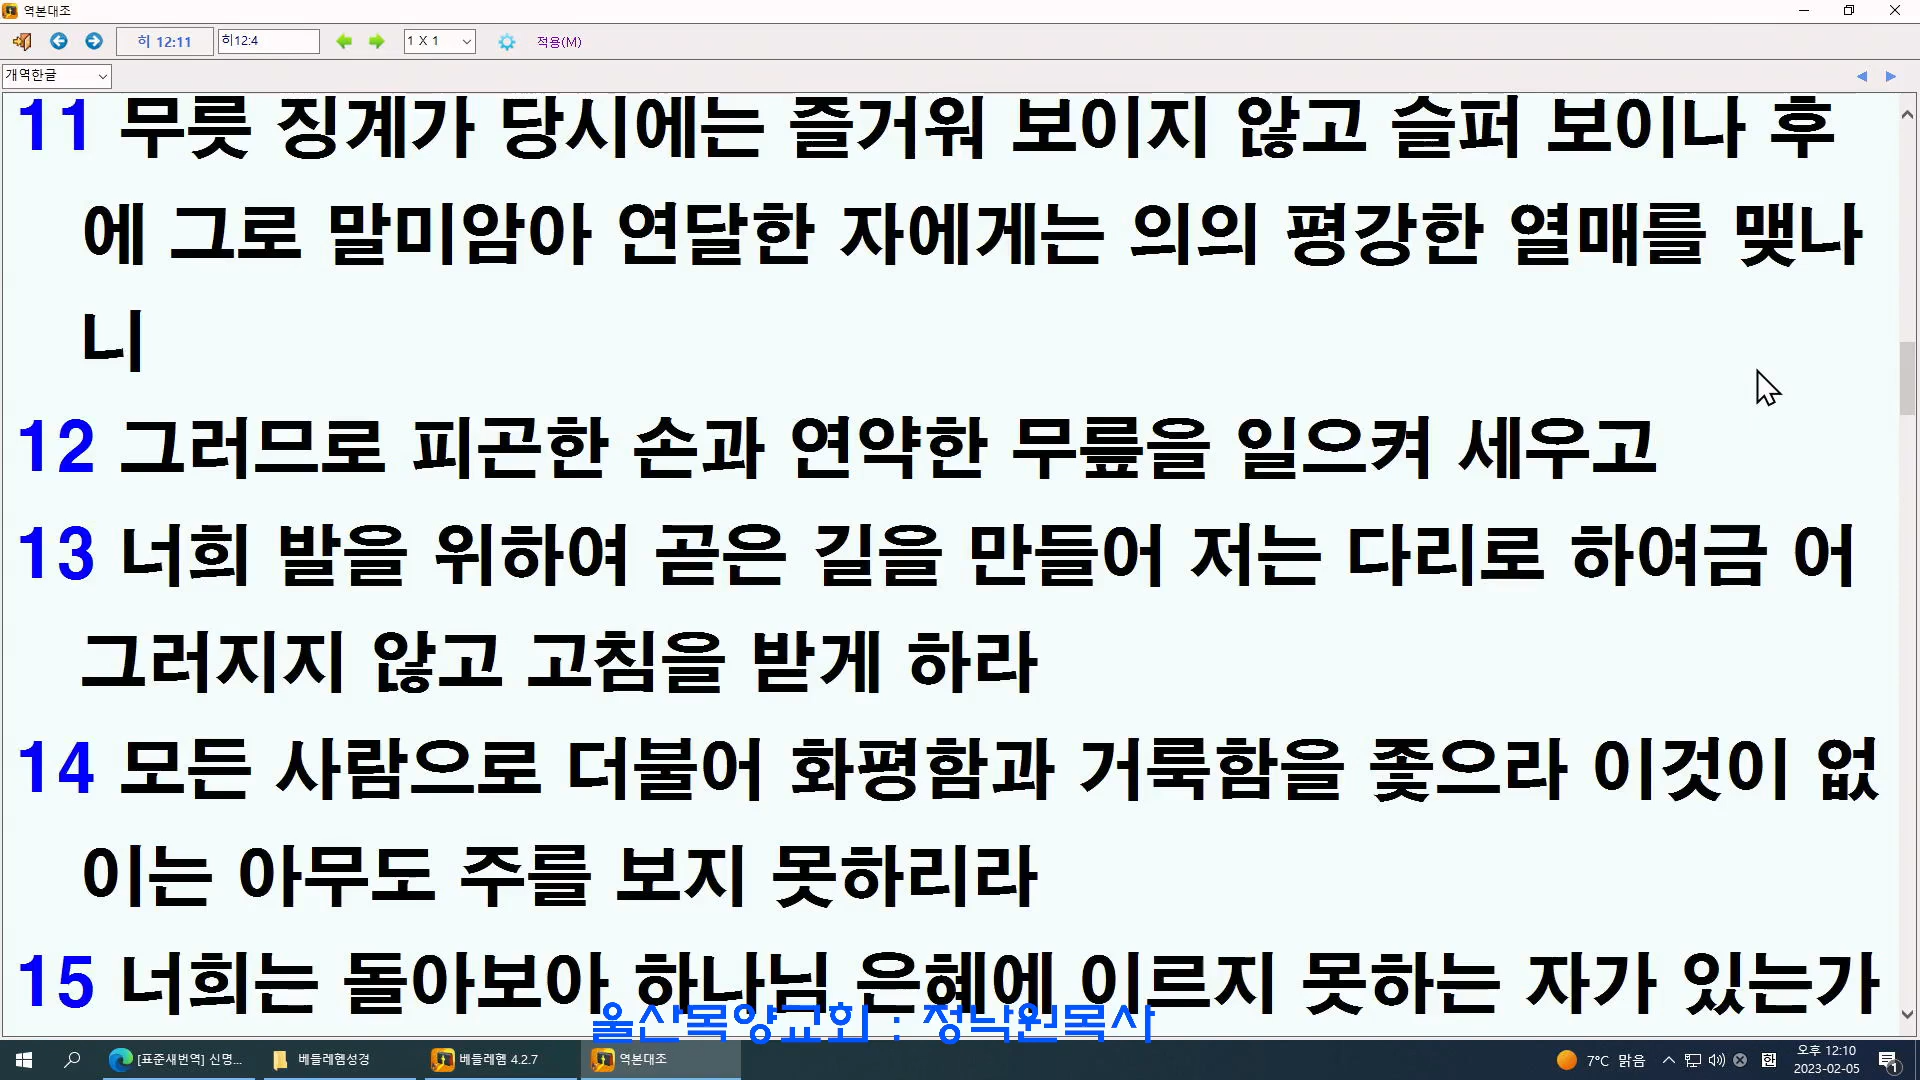 역본대조
히 12:11
히12:4
1 X 1
적용(M)
개역한글
11 무릇 징계가 당시에는 즐거워 보이지 않고 슬퍼 보이나 후
에 그로 말미암아 연달한 자에게는 의의 평강한 열매를 맺나
니
12 그러므로 피곤한 손과 연약한 무릎을 일으켜 세우고
13 너희 발을 위하여 곧은 길을 만들어 저는 다리로 하여금 어
그러지지 않고 고침을 받게 하라
14 모든 사람으로 더불어 화평함과 거룩함을 좇으라 이것이 없
이는 아무도 주를 보지 못하리라
15 너희는 돌아보아 하나님 은혜에 이르지 못하는 자가 있는가
울산목양교회 : 정낙원목사
[표준새번역] 신명...
베들레헴성경
베들레헴 4.2.7
역본대조
7°C 맑음
한
오후 12:10
2023-02-05
1